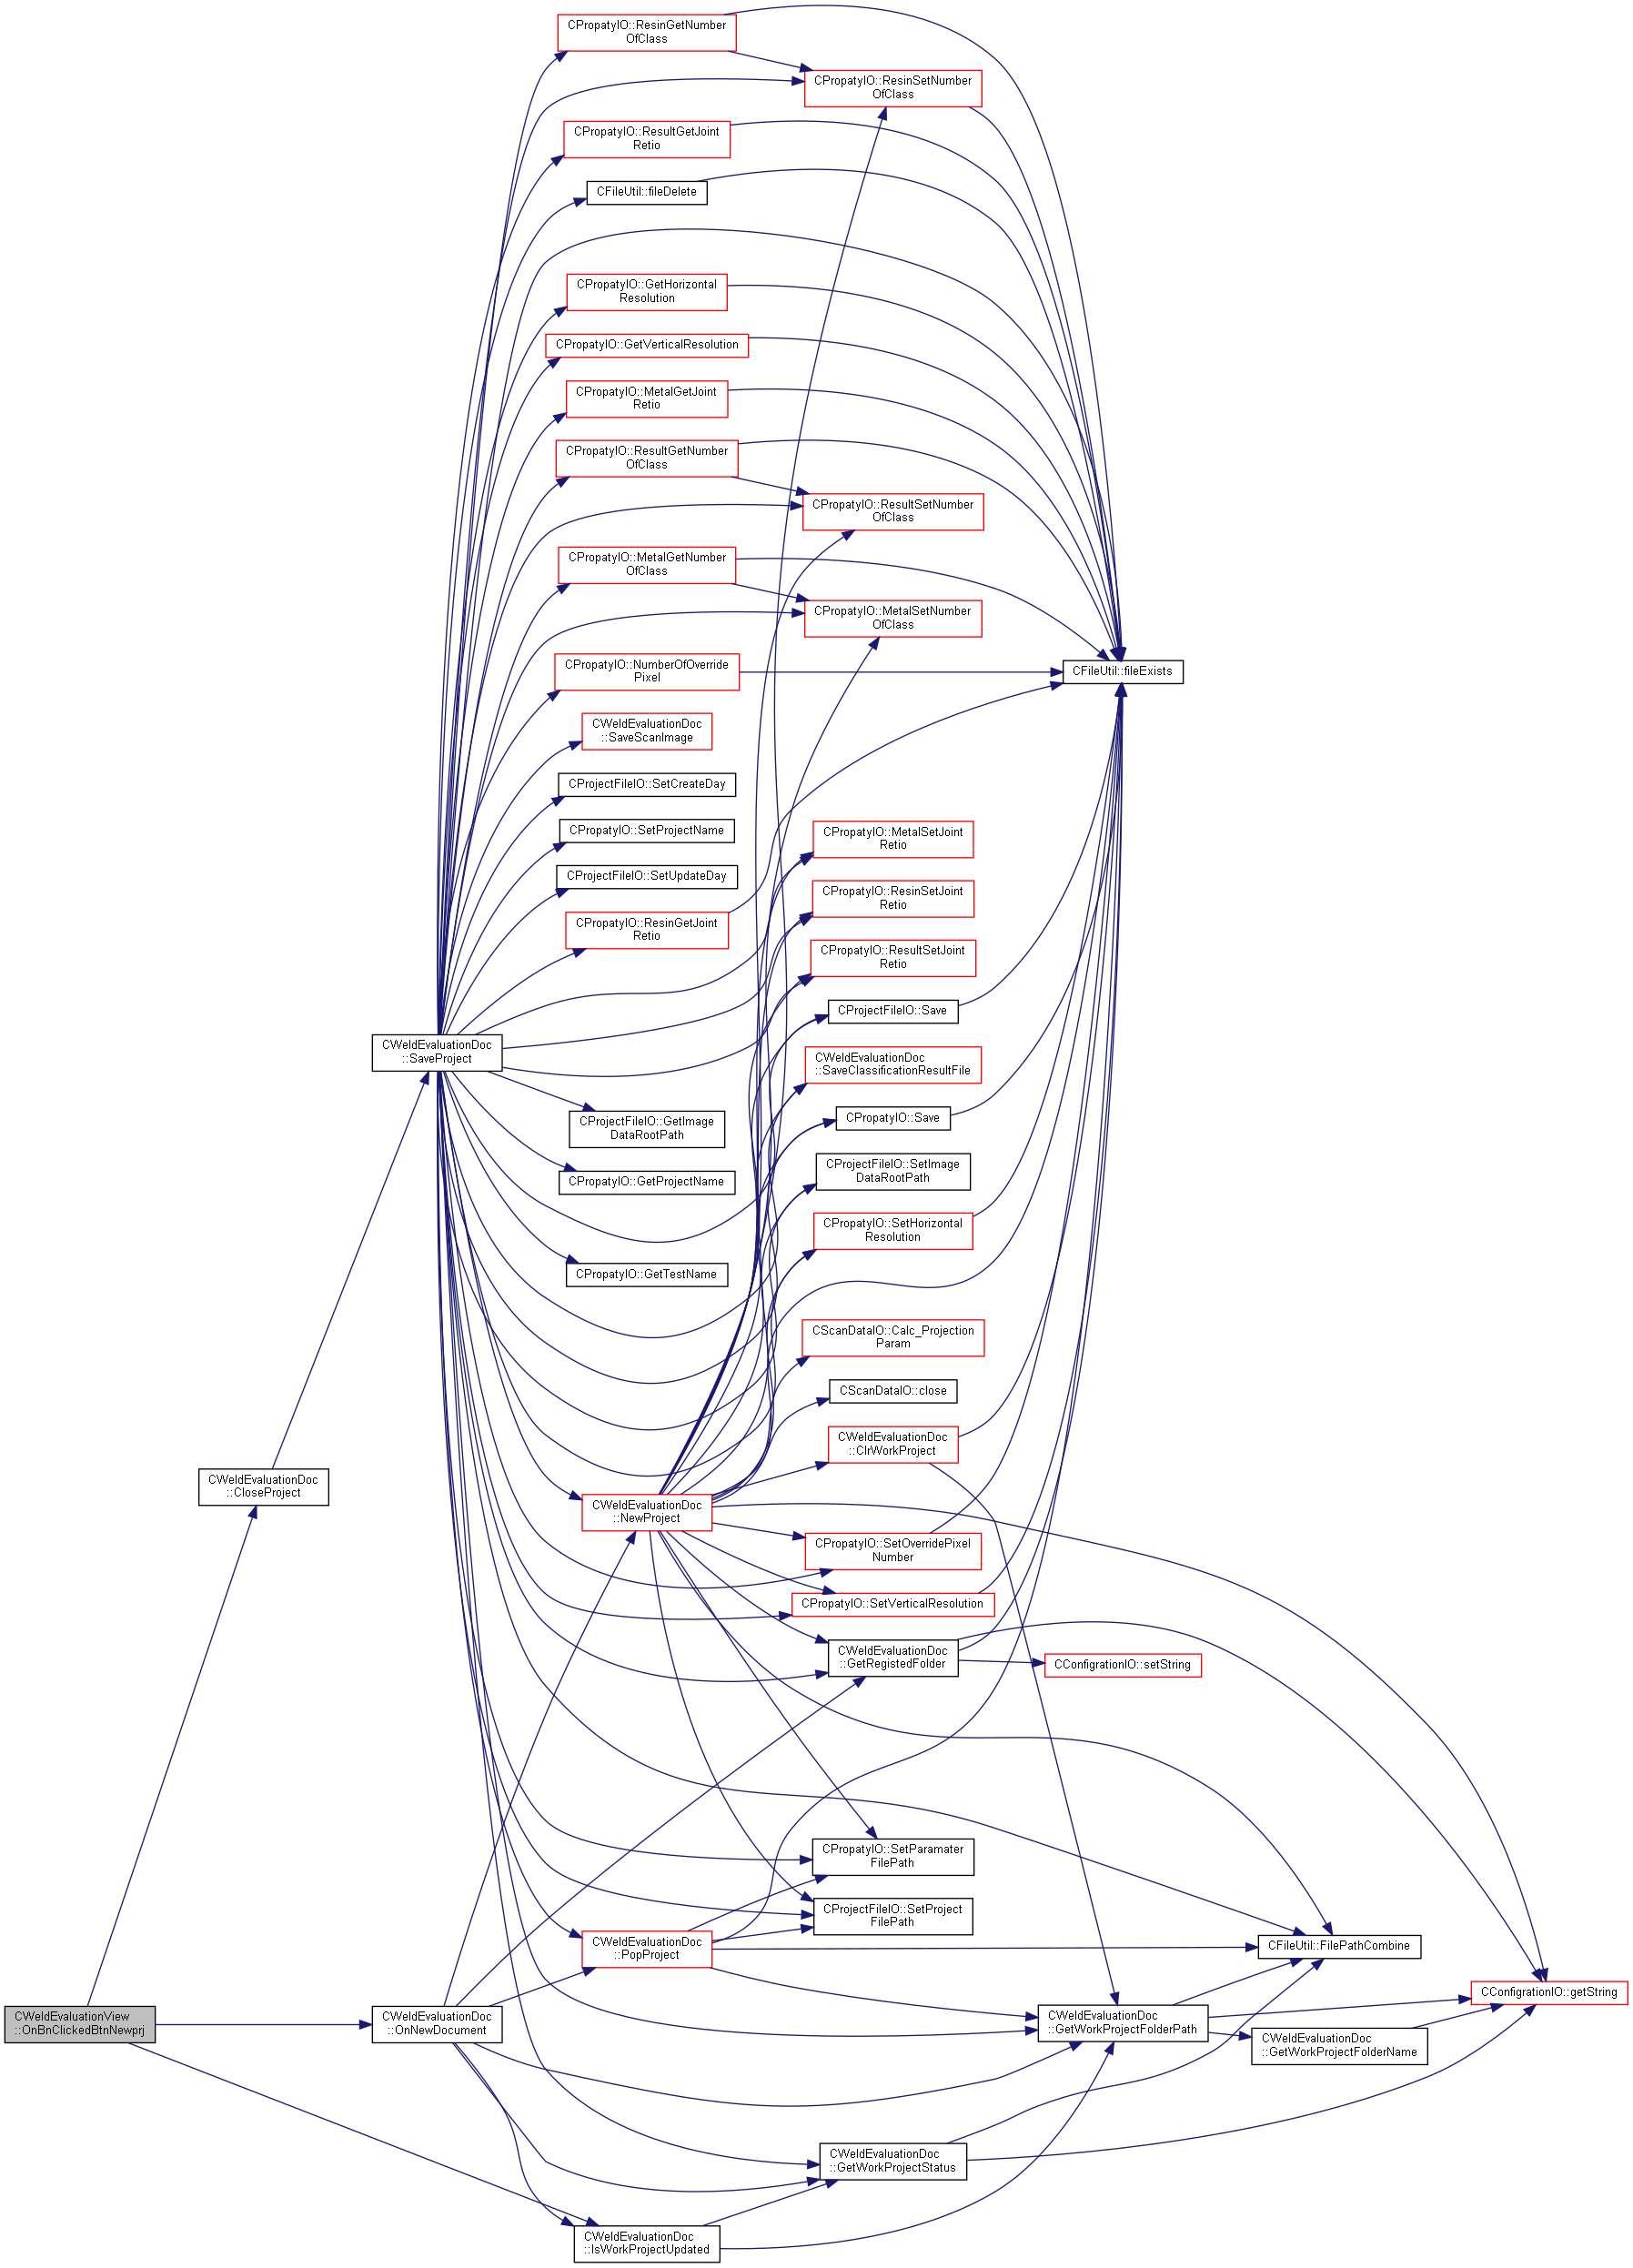 CPropatyIO::ResinGetNumber
OfClass
CPropatyIO::ResinSetNumber
OfClass
CPropatyIO::ResultGetJoint
Retio
CFileUtil::fileDelete
CPropatyIO::GetHorizontal
Resolution
CPropatyIO::GetVerticalResolution
CPropatyIO::MetalGetJoint
Retio
CPropatyIO::ResultGetNumber
OfClass
CPropatyIO::ResultSetNumber
OfClass
CPropatyIO::MetalGetNumber
OfClass
CPropatyIO::MetalSetNumber
OfClass
CPropatyIO::NumberOfOverride
Pixel
CFileUtil::fileExists
CWeldEvaluationDoc
::SaveScanImage
CProjectFileIO::SetCreateDay
CPropatyIO::SetProjectName
CPropatyIO::MetalSetJoint
Retio
CProjectFileIO::SetUpdateDay
CPropatyIO::ResinSetJoint
Retio
CPropatyIO::ResinGetJoint
Retio
CPropatyIO::ResultSetJoint
Retio
CProjectFileIO::Save
CWeldEvaluationDoc
::SaveProject
CWeldEvaluationDoc
::SaveClassificationResultFile
CPropatyIO::Save
CProjectFileIO::GetImage
DataRootPath
CProjectFileIO::SetImage
DataRootPath
CPropatyIO::GetProjectName
CPropatyIO::SetHorizontal
Resolution
CPropatyIO::GetTestName
CScanDataIO::Calc_Projection
Param
CScanDataIO::close
CWeldEvaluationDoc
::ClrWorkProject
CWeldEvaluationDoc
::CloseProject
CWeldEvaluationDoc
::NewProject
CPropatyIO::SetOverridePixel
Number
CPropatyIO::SetVerticalResolution
CWeldEvaluationDoc
::GetRegistedFolder
CConfigrationIO::setString
CPropatyIO::SetParamater
FilePath
CProjectFileIO::SetProject
FilePath
CWeldEvaluationDoc
::PopProject
CFileUtil::FilePathCombine
CConfigrationIO::getString
CWeldEvaluationView
::OnBnClickedBtnNewprj
CWeldEvaluationDoc
::OnNewDocument
CWeldEvaluationDoc
::GetWorkProjectFolderPath
CWeldEvaluationDoc
::GetWorkProjectFolderName
CWeldEvaluationDoc
::GetWorkProjectStatus
CWeldEvaluationDoc
::IsWorkProjectUpdated